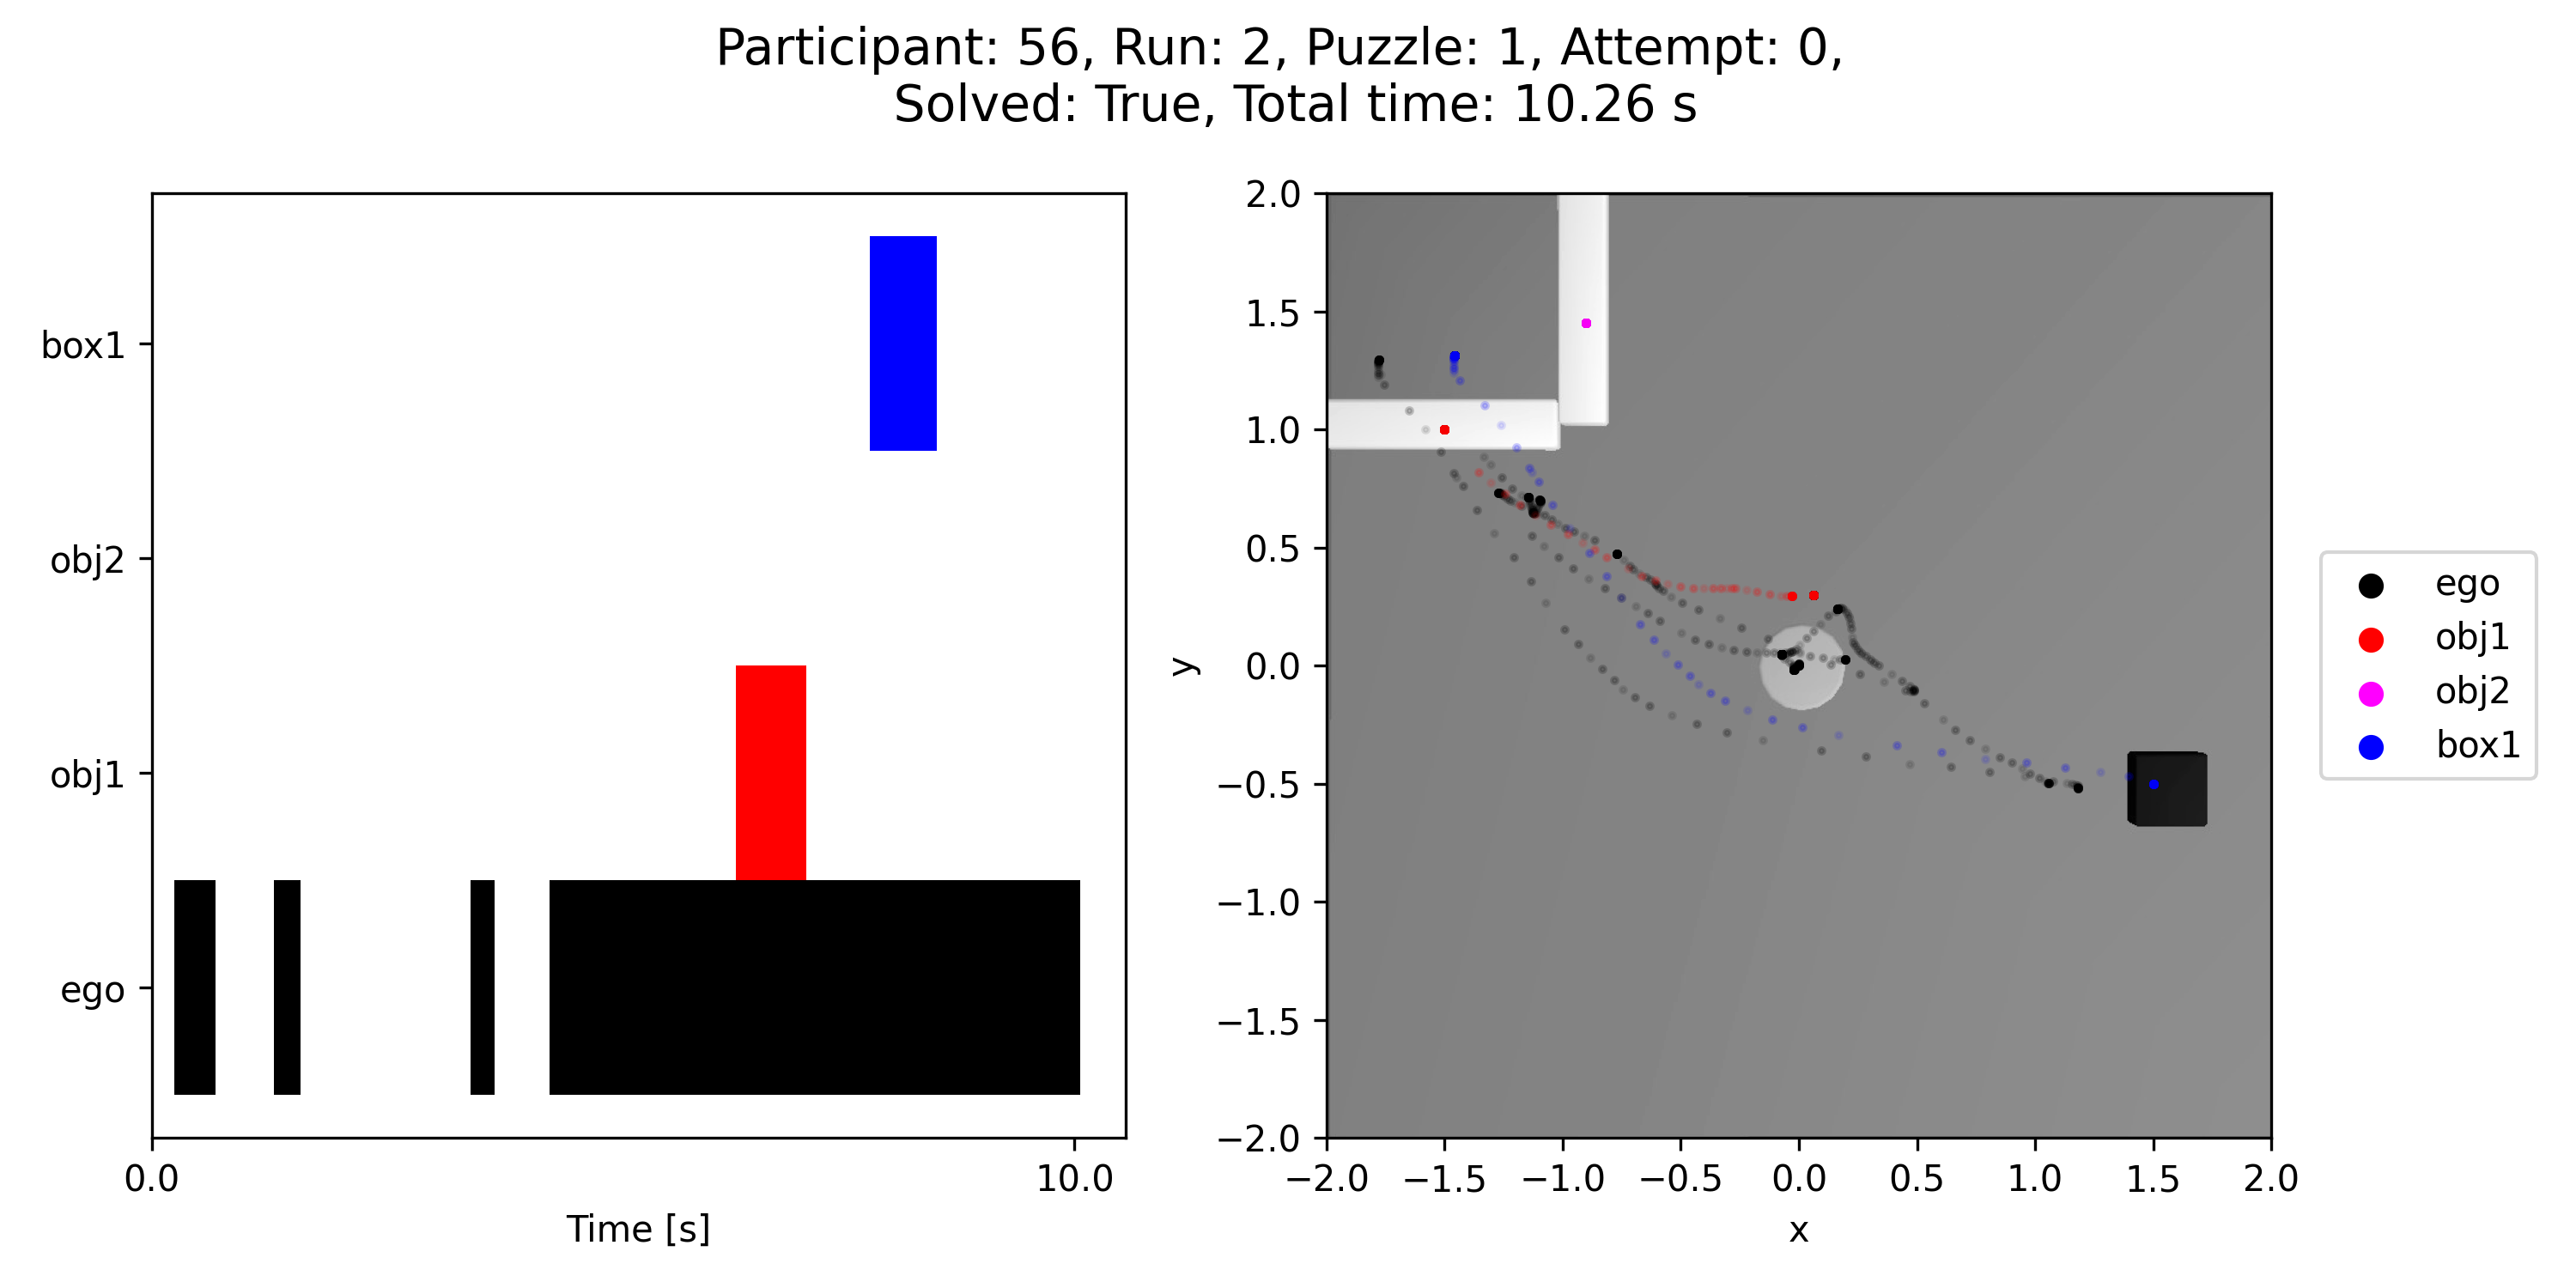 Participant: 56, Run: 2, Puzzle: 1, Attempt: 0,
Solved: True, Total time: 10.26 s
box1
obj2
obj1
ego
0.0
10.0
Time [s]
y
2.0
1.5
1.0
0.5
0.0
−0.5
−1.0
−1.5
−2.0
−2.0
−1.5
−1.0
−0.5
0.0
0.5
1.0
1.5
2.0
x
ego
obj1
obj2
box1